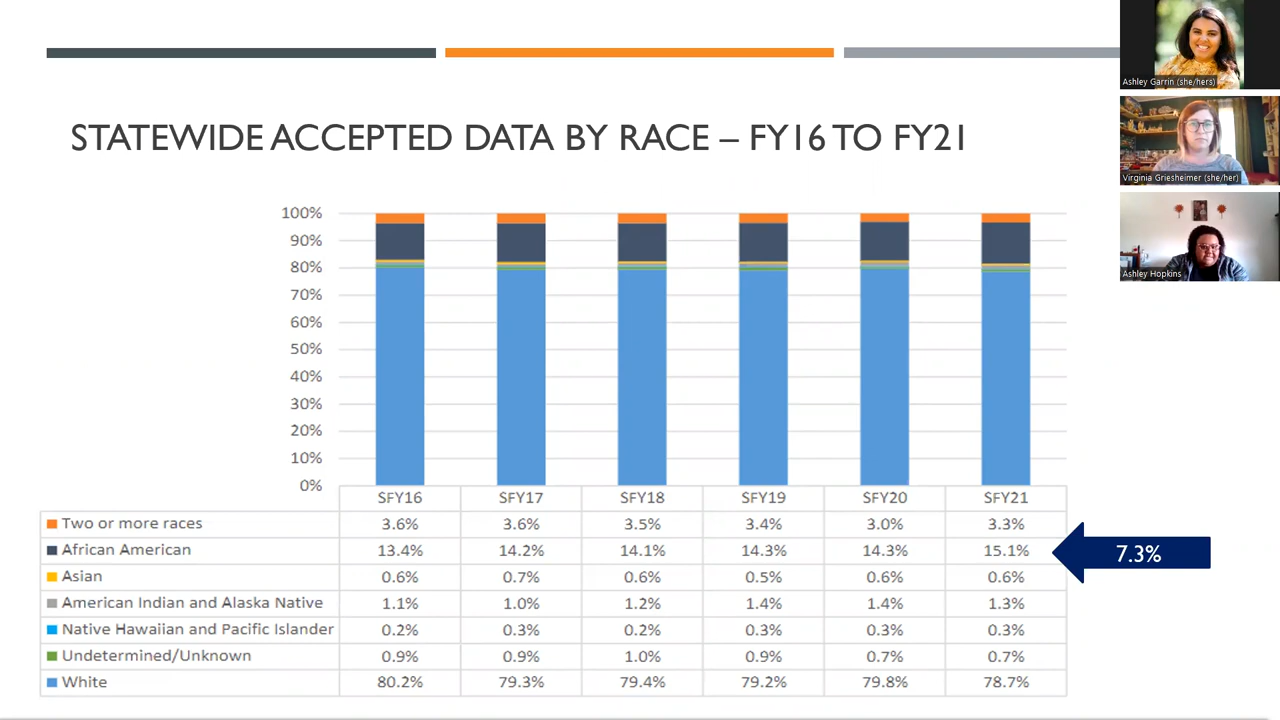 STATEWIDE ACCEPTED DATA BY RACE – FY16 TO FY21
Ashley Garrin (she/hers)
Virginia Griesheimer (she/her)
Ashley Hopkins
100%
90%
80%
70%
60%
50%
40%
30%
20%
10%
0%
SFY16 SFY17 SFY18 SFY19 SFY20 SFY21
Two or more races 3.6% 3.6% 3.5% 3.4% 3.0% 3.3%
African American 13.4% 14.2% 14.1% 14.3% 14.3% 15.1%
7.3%
Asian 0.6% 0.7% 0.6% 0.5% 0.6% 0.6%
American Indian and Alaska Native 1.1% 1.0% 1.2% 1.4% 1.4% 1.3%
Native Hawaiian and Pacific Islander 0.2% 0.3% 0.2% 0.3% 0.3% 0.3%
Undetermined/Unknown 0.9% 0.9% 1.0% 0.9% 0.7% 0.7%
White 80.2% 79.3% 79.4% 79.2% 79.8% 78.7%